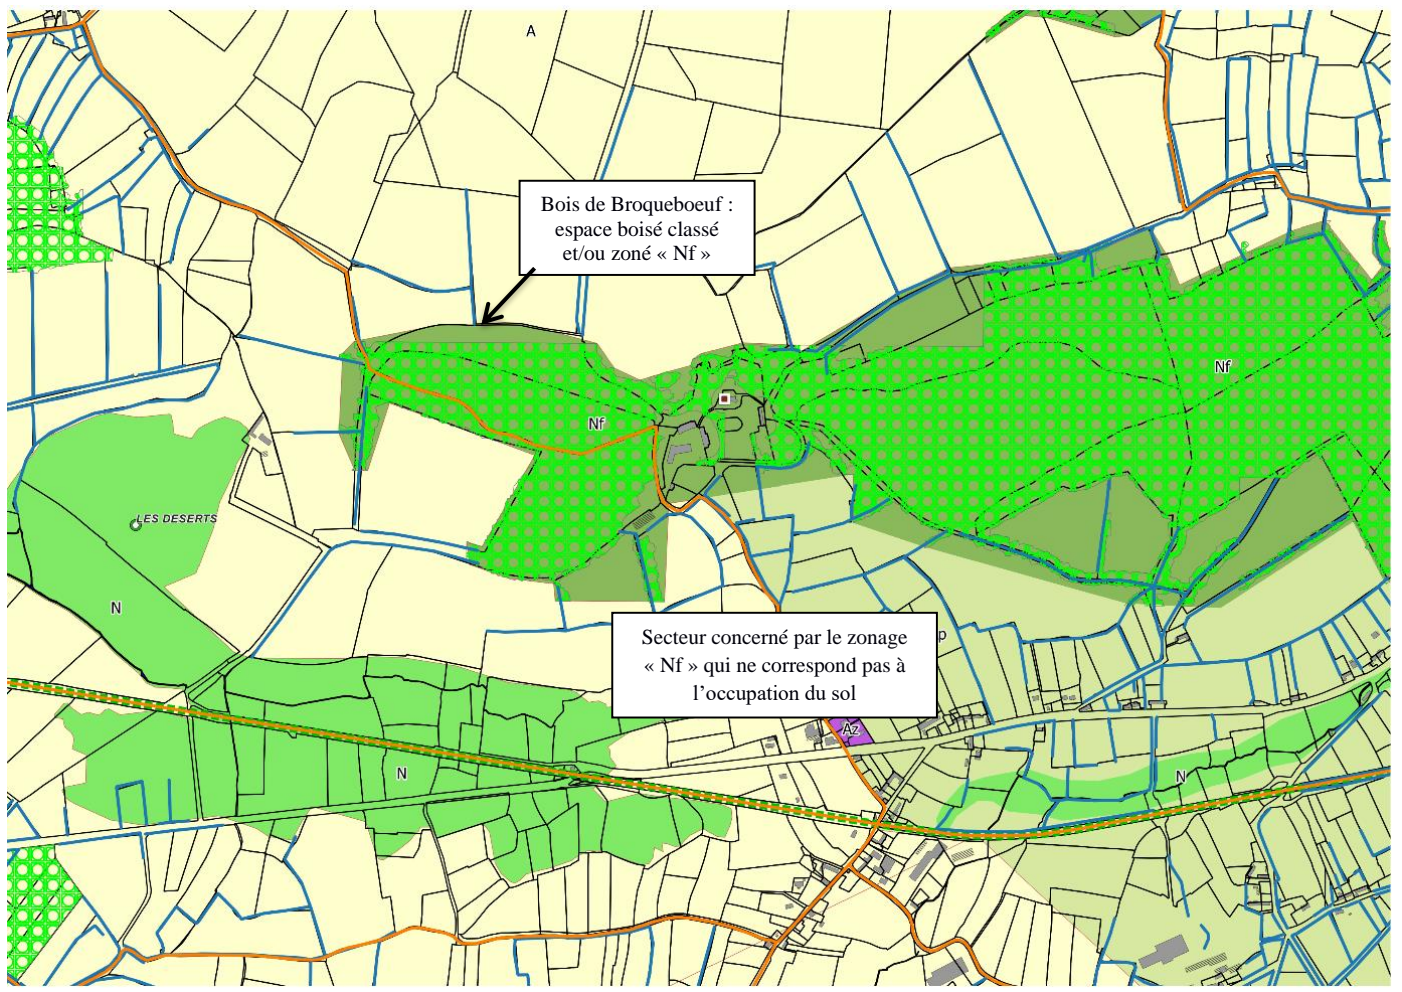 A
Bois de Broqueboeuf :
espace boisé classé
et/ou zoné « Nf »
Nf
Nf
LES DESERTS
N
Secteur concerné par le zonage
« Nf » qui ne correspond pas à
l’occupation du sol
p
Az
N
N